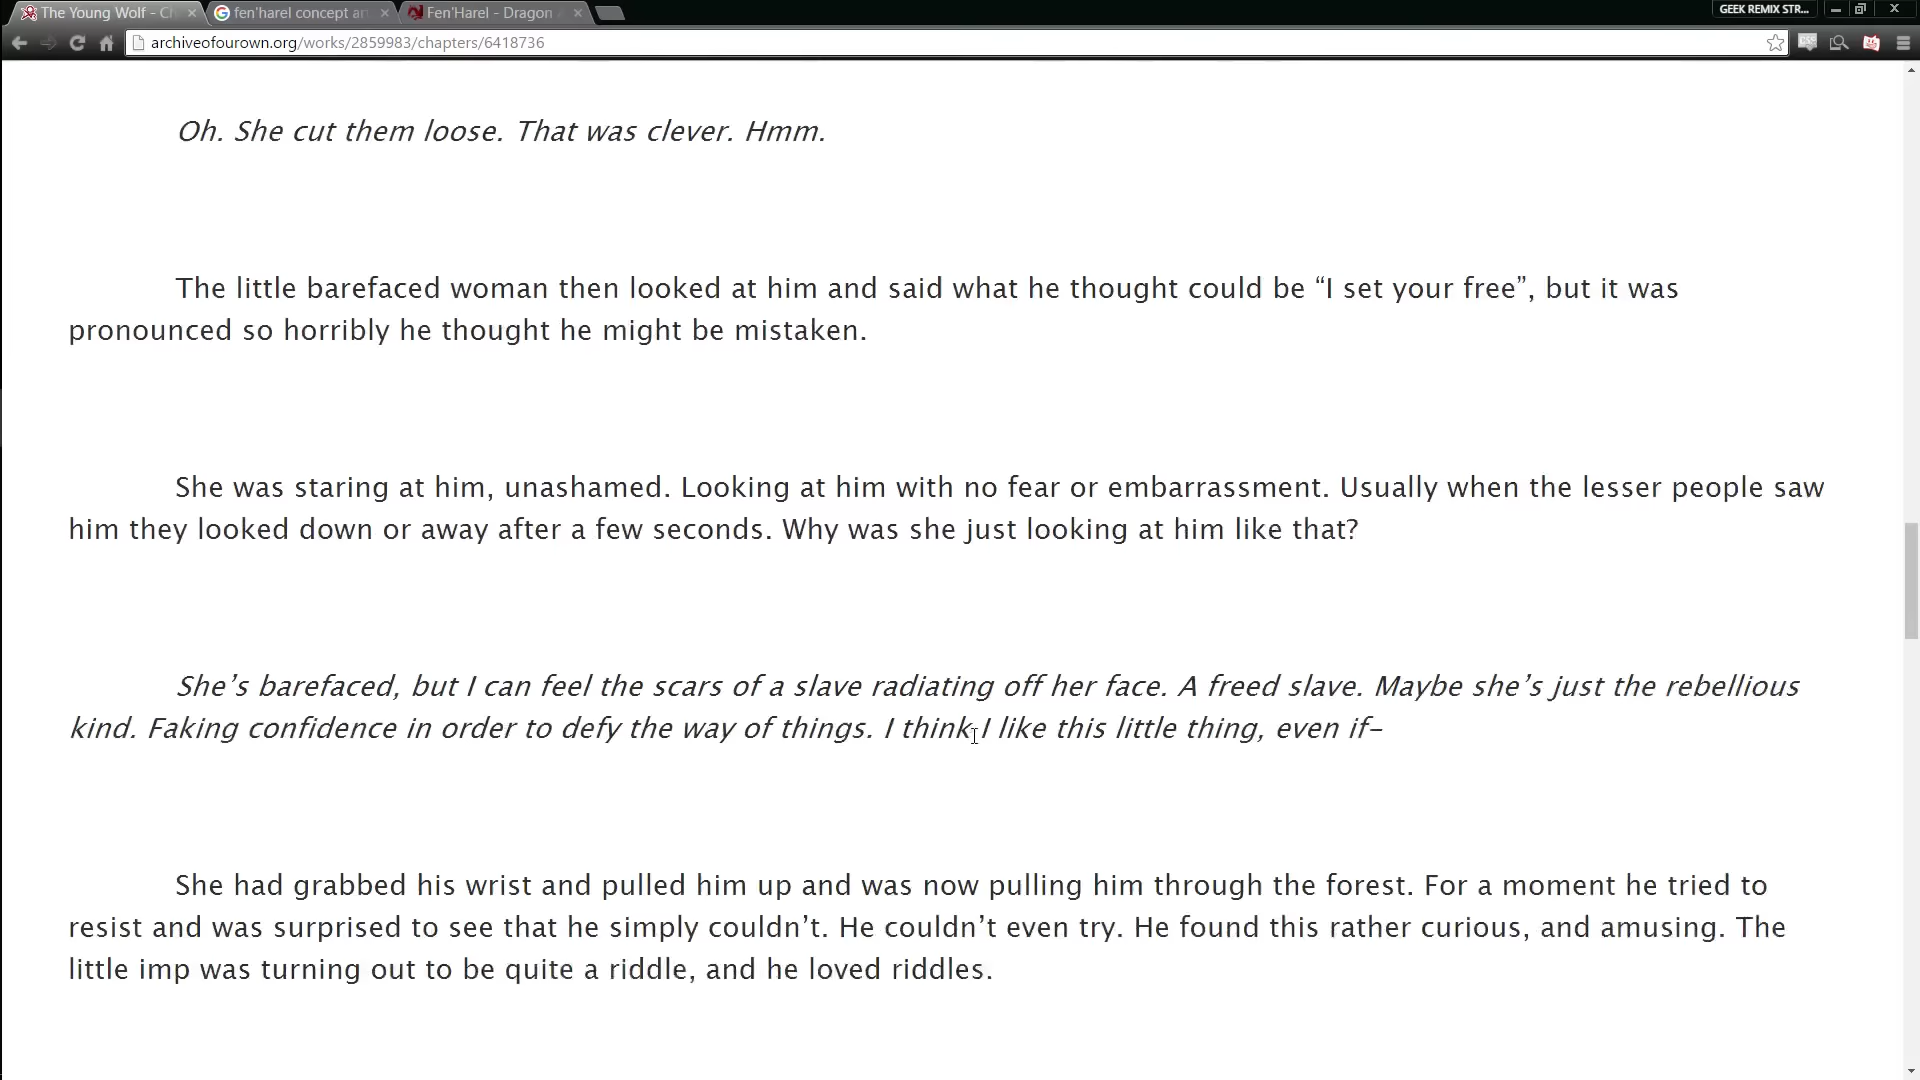 The Young Wolf - Ch
fen'harel concept ar
Fen'Harel - Dragon
GEEK REMIX STR...
archiveofourown.org/works/2859983/chapters/6418736
Oh. She cut them loose. That was clever. Hmm.
The little barefaced woman then looked at him and said what he thought could be “I set your free”, but it was
pronounced so horribly he thought he might be mistaken.
She was staring at him, unashamed. Looking at him with no fear or embarrassment. Usually when the lesser people saw
him they looked down or away after a few seconds. Why was she just looking at him like that?
She’s barefaced, but I can feel the scars of a slave radiating off her face. A freed slave. Maybe she’s just the rebellious
kind. Faking confidence in order to defy the way of things. I think I like this little thing, even if–
She had grabbed his wrist and pulled him up and was now pulling him through the forest. For a moment he tried to
resist and was surprised to see that he simply couldn’t. He couldn’t even try. He found this rather curious, and amusing. The
little imp was turning out to be quite a riddle, and he loved riddles.